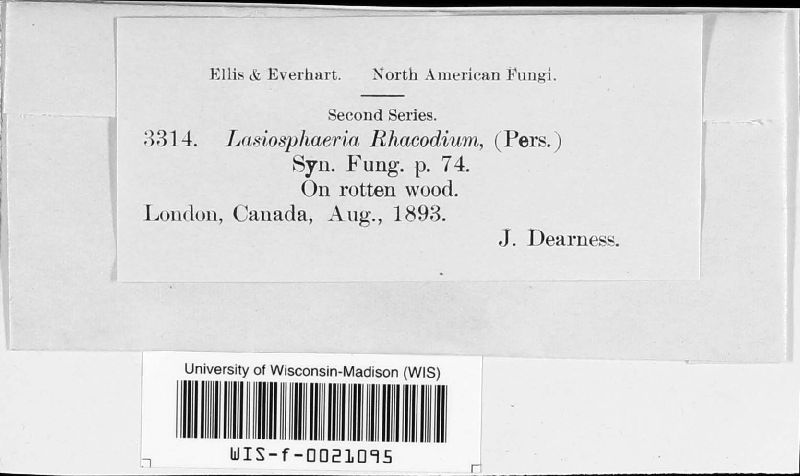 Ellis & Everhart. North American Fungi.
Second Series.
3314. Lasiosphaeria Rhacodium, (Pers.)
Syn. Fung. p. 74.
On rotten wood.
London, Canada, Aug., 1893.
J. Dearness.
University of Wisconsin-Madison (WIS)
WIS-f-0021095